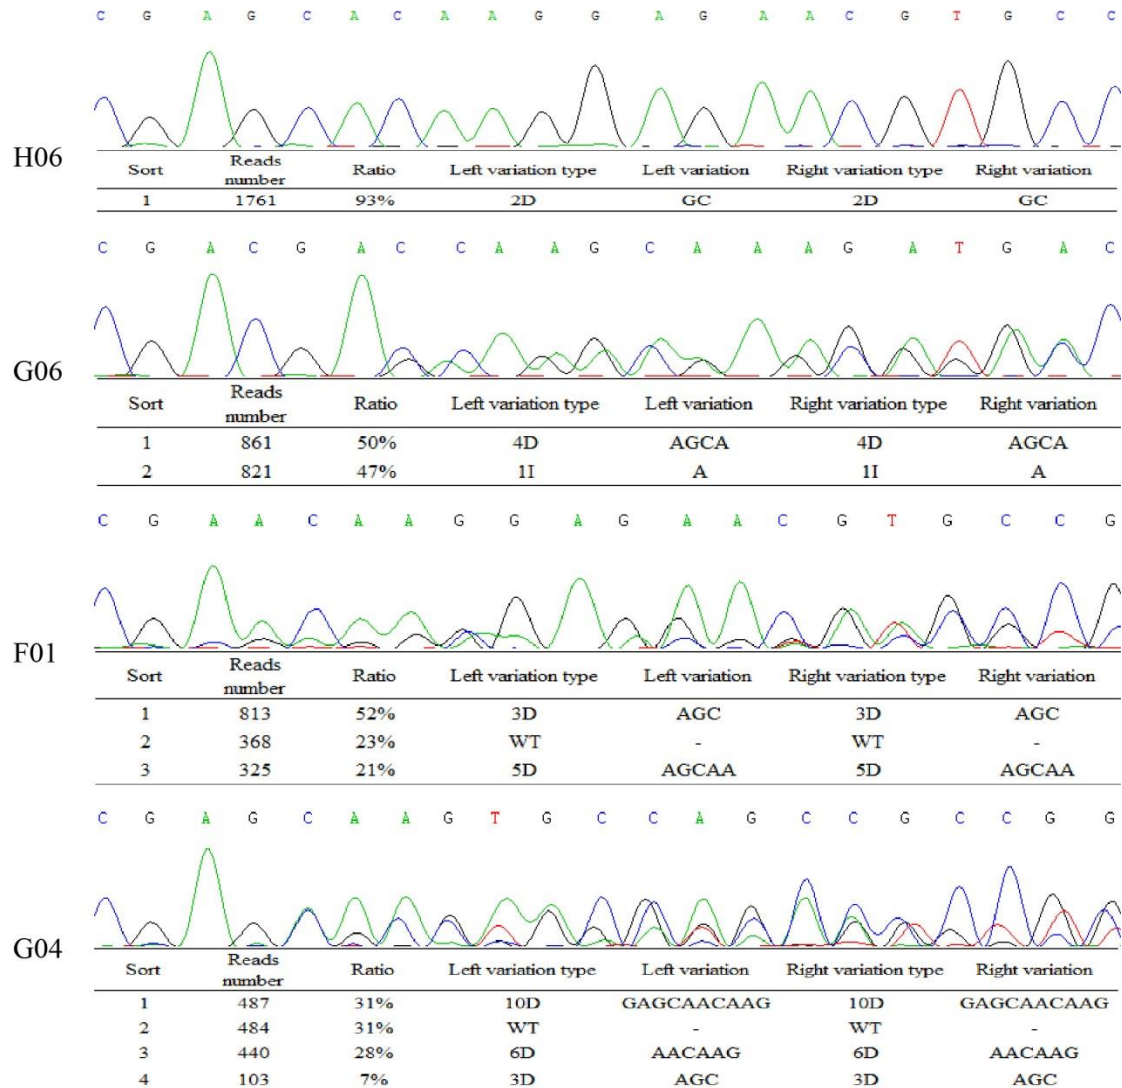 C G A G C A C A A G G A G A A C G T G C C
H06
Sort Reads number Ratio Left variation type Left variation Right variation type Right variation
1 1761 93% 2D GC 2D GC
C G A C G A C C A A G C A A A G A T G A C
G06
Sort Reads number Ratio Left variation type Left variation Right variation type Right variation
1 861 50% 4D AGCA 4D AGCA
2 821 47% 1I A 1I A
C G A A C A A G G A G A A C G T G C C G
F01
Sort Reads number Ratio Left variation type Left variation Right variation type Right variation
1 813 52% 3D AGC 3D AGC
2 368 23% WT - WT -
3 325 21% 5D AGCAA 5D AGCAA
C G A G C A A G T G C C A G C C G C C G G
G04
Sort Reads number Ratio Left variation type Left variation Right variation type Right variation
1 487 31% 10D GAGCAACAAG 10D GAGCAACAAG
2 484 31% WT - WT -
3 440 28% 6D AACAAG 6D AACAAG
4 103 7% 3D AGC 3D AGC